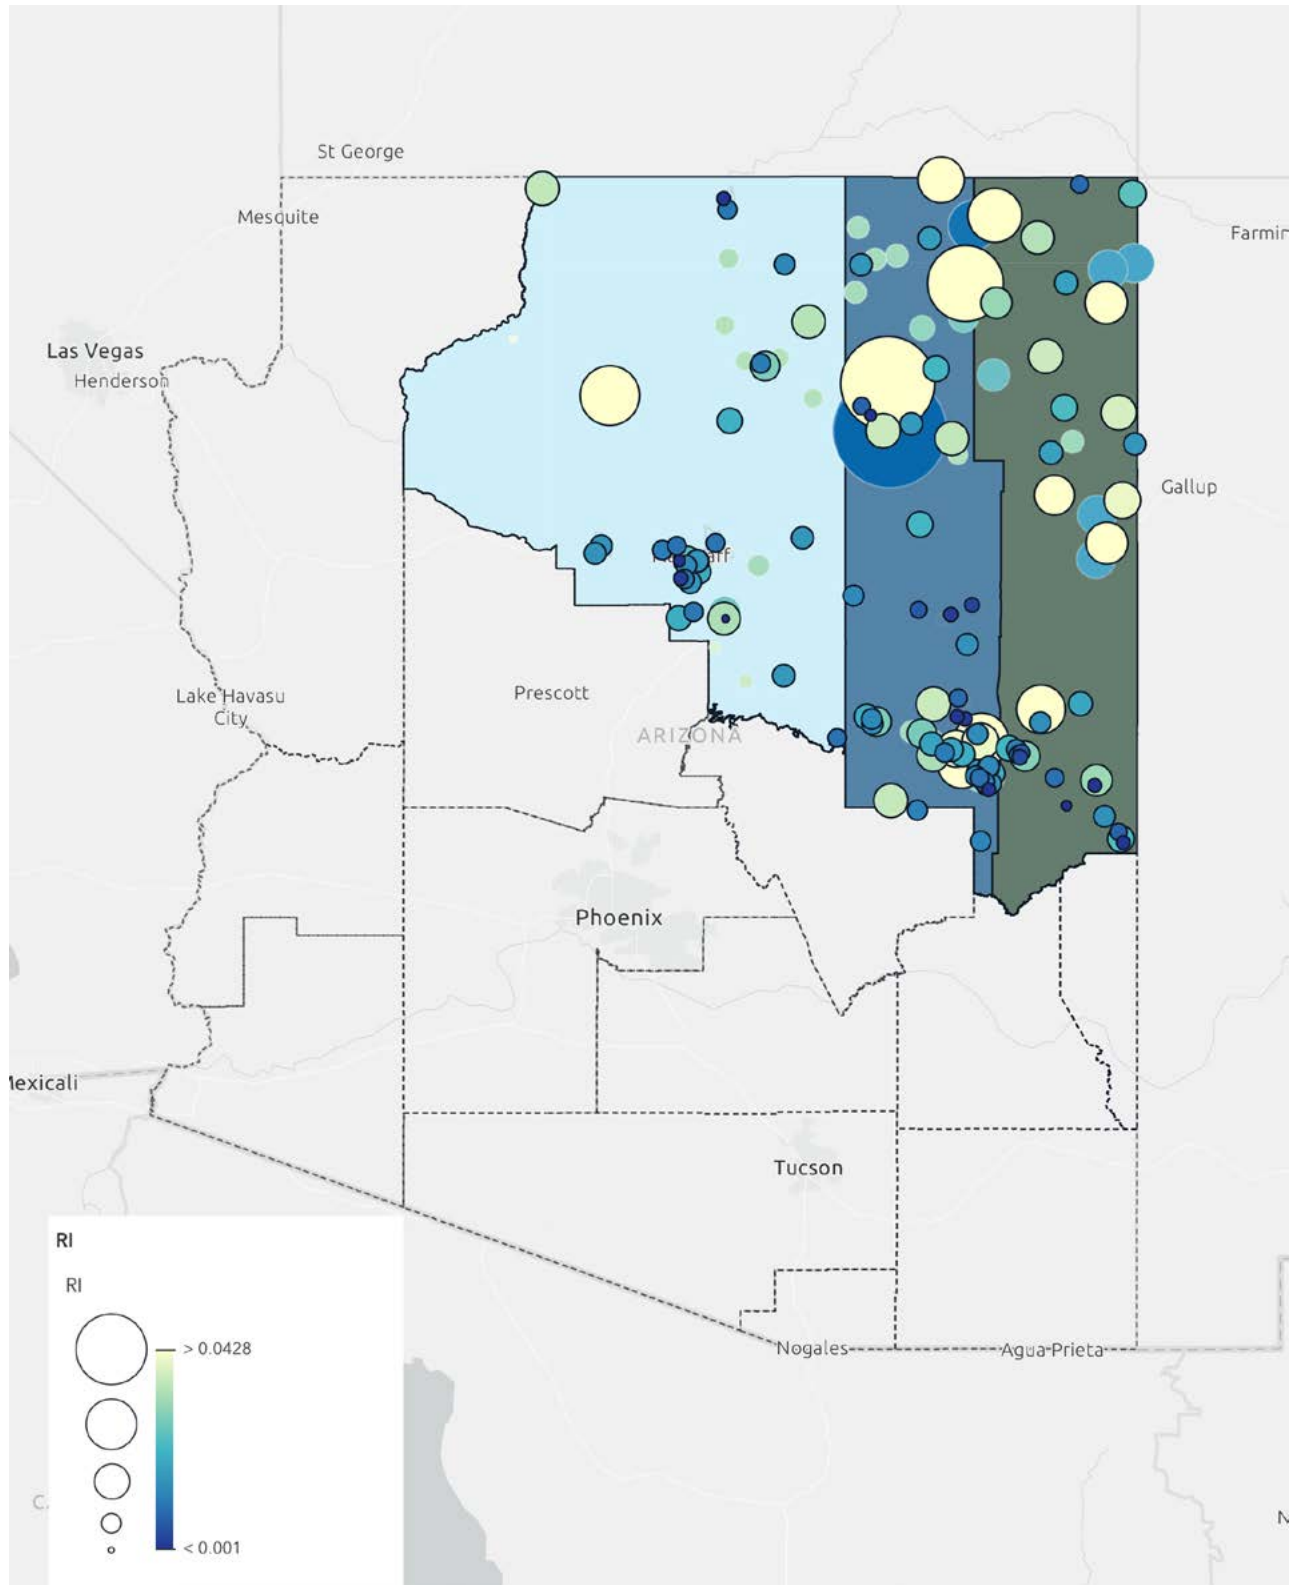 St George
Mesquite
Farmin
Las Vegas
Henderson
Gallup
Lake Havasu
City
Prescott
ARIZONA
Phoenix
Mexicali
Tucson
RI
RI
> 0.0428
< 0.001
Nogales
Agua Prieta
C
N